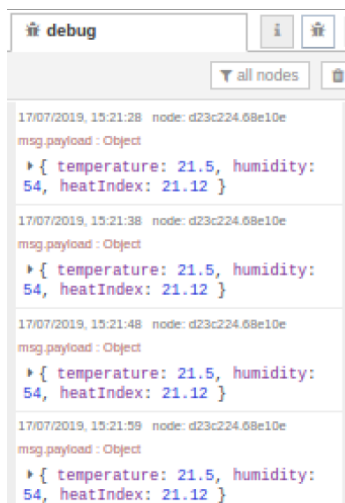 debug
i
all nodes
17/07/2019, 15:21:28 node: d23c224.68e10e
msg.payload : Object
{ temperature: 21.5, humidity:
54, heatIndex: 21.12 }
17/07/2019, 15:21:38 node: d23c224.68e10e
msg.payload : Object
{ temperature: 21.5, humidity:
54, heatIndex: 21.12 }
17/07/2019, 15:21:48 node: d23c224.68e10e
msg.payload : Object
{ temperature: 21.5, humidity:
54, heatIndex: 21.12 }
17/07/2019, 15:21:59 node: d23c224.68e10e
msg.payload : Object
{ temperature: 21.5, humidity:
54, heatIndex: 21.12 }